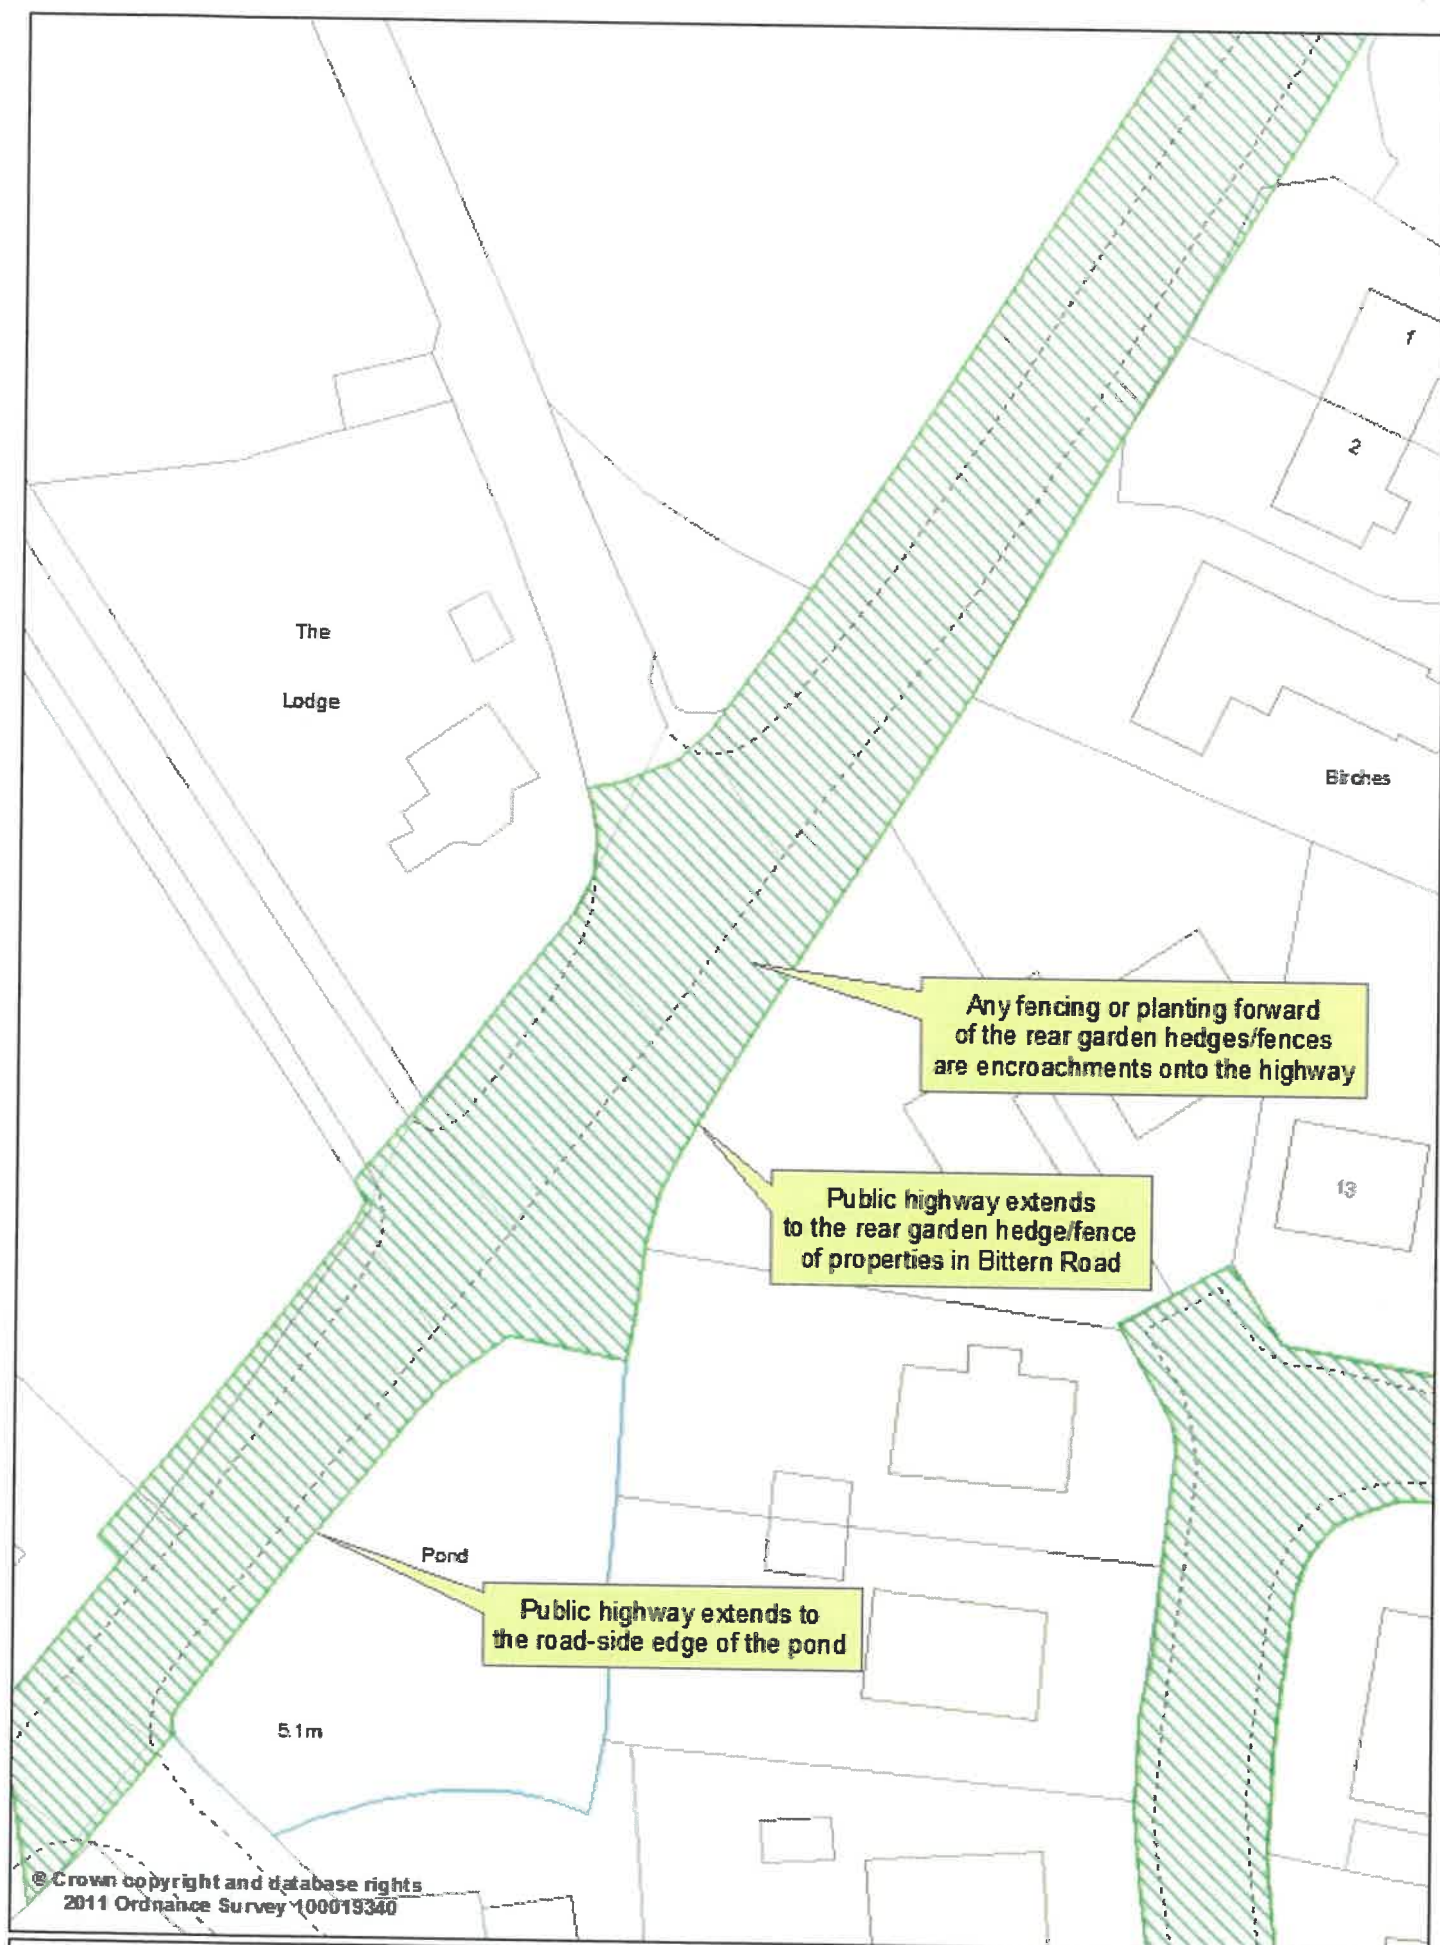 1
2
The
Lodge
Birches
Any fencing or planting forward
of the rear garden hedges/fences
are encroachments onto the highway
Public highway extends
to the rear garden hedge/fence
of properties in Bittern Road
13
Pond
Public highway extends to
the road-side edge of the pond
5.1m
© Crown copyright and database rights
2011 Ordnance Survey 100019340